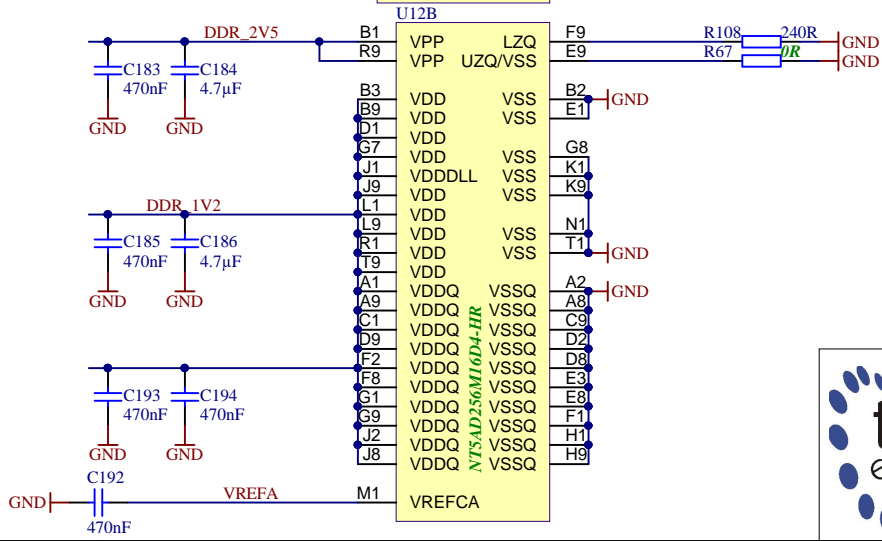 U12B
DDR_2V5 B1 VPP LZQ F9 R108 240R GND
R9 VPP UZQ/VSS E9 R67 0R GND
C183 470nF GND
C184 4.7µF GND
B3 VDD VSS B2 GND
B9 VDD VSS E1
D1 VDD
G7 VDD VSS G8
J1 VDDDLL VSS K1
J9 VDD VSS K9
DDR_1V2 L1 VDD
L9 VDD VSS N1
R1 VDD VSS T1 GND
T9 VDD
C185 470nF GND
C186 4.7µF GND
A1 VDDQ VSSQ A2 GND
A9 VDDQ VSSQ A8
C1 VDDQ VSSQ C9
D9 VDDQ VSSQ D2
F2 VDDQ VSSQ D8
F8 VDDQ VSSQ E3
G1 VDDQ VSSQ E8
G9 VDDQ VSSQ F1
J2 VDDQ VSSQ H1
J8 VDDQ VSSQ H9
NT5AD256M16D4-HR
C193 470nF GND
C194 470nF GND
C192
GND VREFA M1 VREFCA
470nF